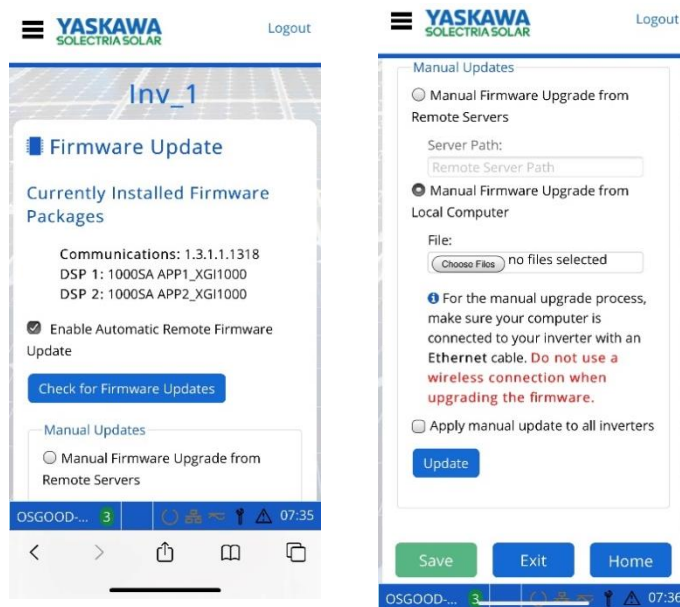 YASKAWA
SOLECTRIA SOLAR
Logout
Inv_1
Firmware Update
Currently Installed Firmware
Packages
Communications: 1.3.1.1.1318
DSP 1: 1000SA APP1_XGI1000
DSP 2: 1000SA APP2_XGI1000
Enable Automatic Remote Firmware
Update
Check for Firmware Updates
Manual Updates
Manual Firmware Upgrade from
Remote Servers
OSGOOD-... 3 07:35
YASKAWA
SOLECTRIA SOLAR
Logout
Manual Updates
Manual Firmware Upgrade from
Remote Servers
Server Path:
Remote Server Path
Manual Firmware Upgrade from
Local Computer
File:
Choose Files no files selected
For the manual upgrade process,
make sure your computer is
connected to your inverter with an
Ethernet cable. Do not use a
wireless connection when
upgrading the firmware.
Apply manual update to all inverters
Update
Save Exit Home
OSGOOD-... 3 07:36